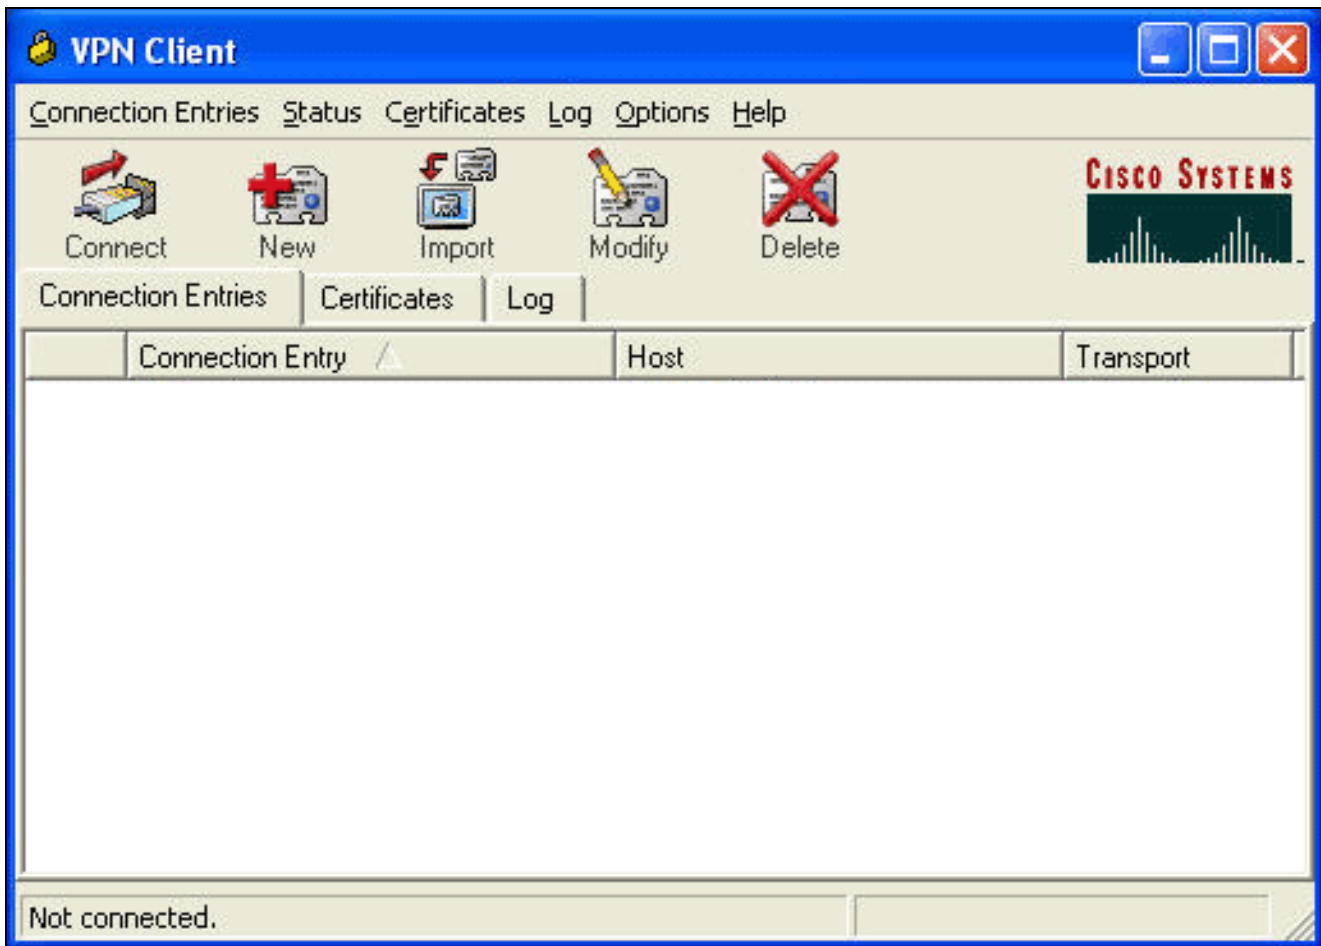 VPN Client
Connection Entries Status Certificates Log Options Help
Connect New Import Modify Delete
CISCO SYSTEMS
Connection Entries Certificates Log
Connection Entry Host Transport
Not connected.